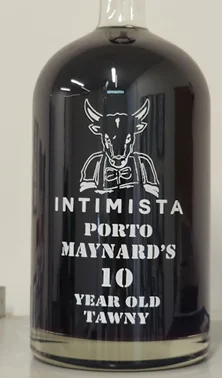 INTIMISTA
PORTO
MAYNARD'S
10
YEAR OLD
TAWNY